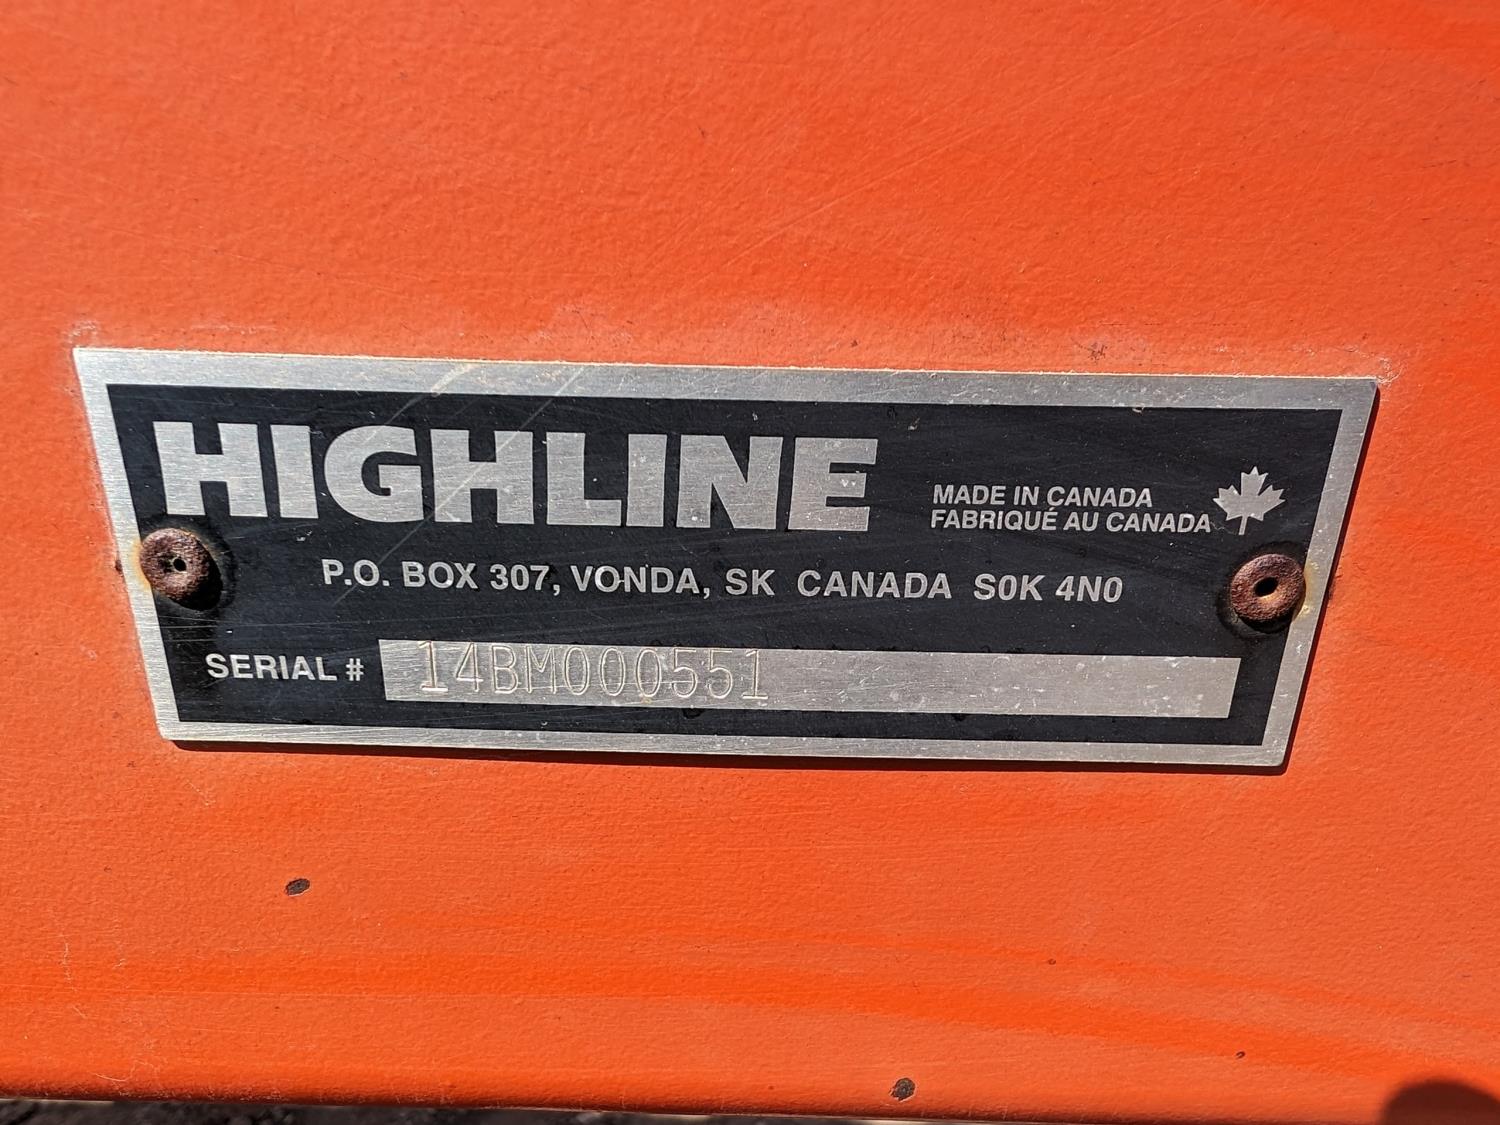 HIGHLINE
MADE IN CANADA
FABRIQUÉ AU CANADA
P.O. BOX 307, VONDA, SK CANADA S0K 4N0
SERIAL # 14BM000551